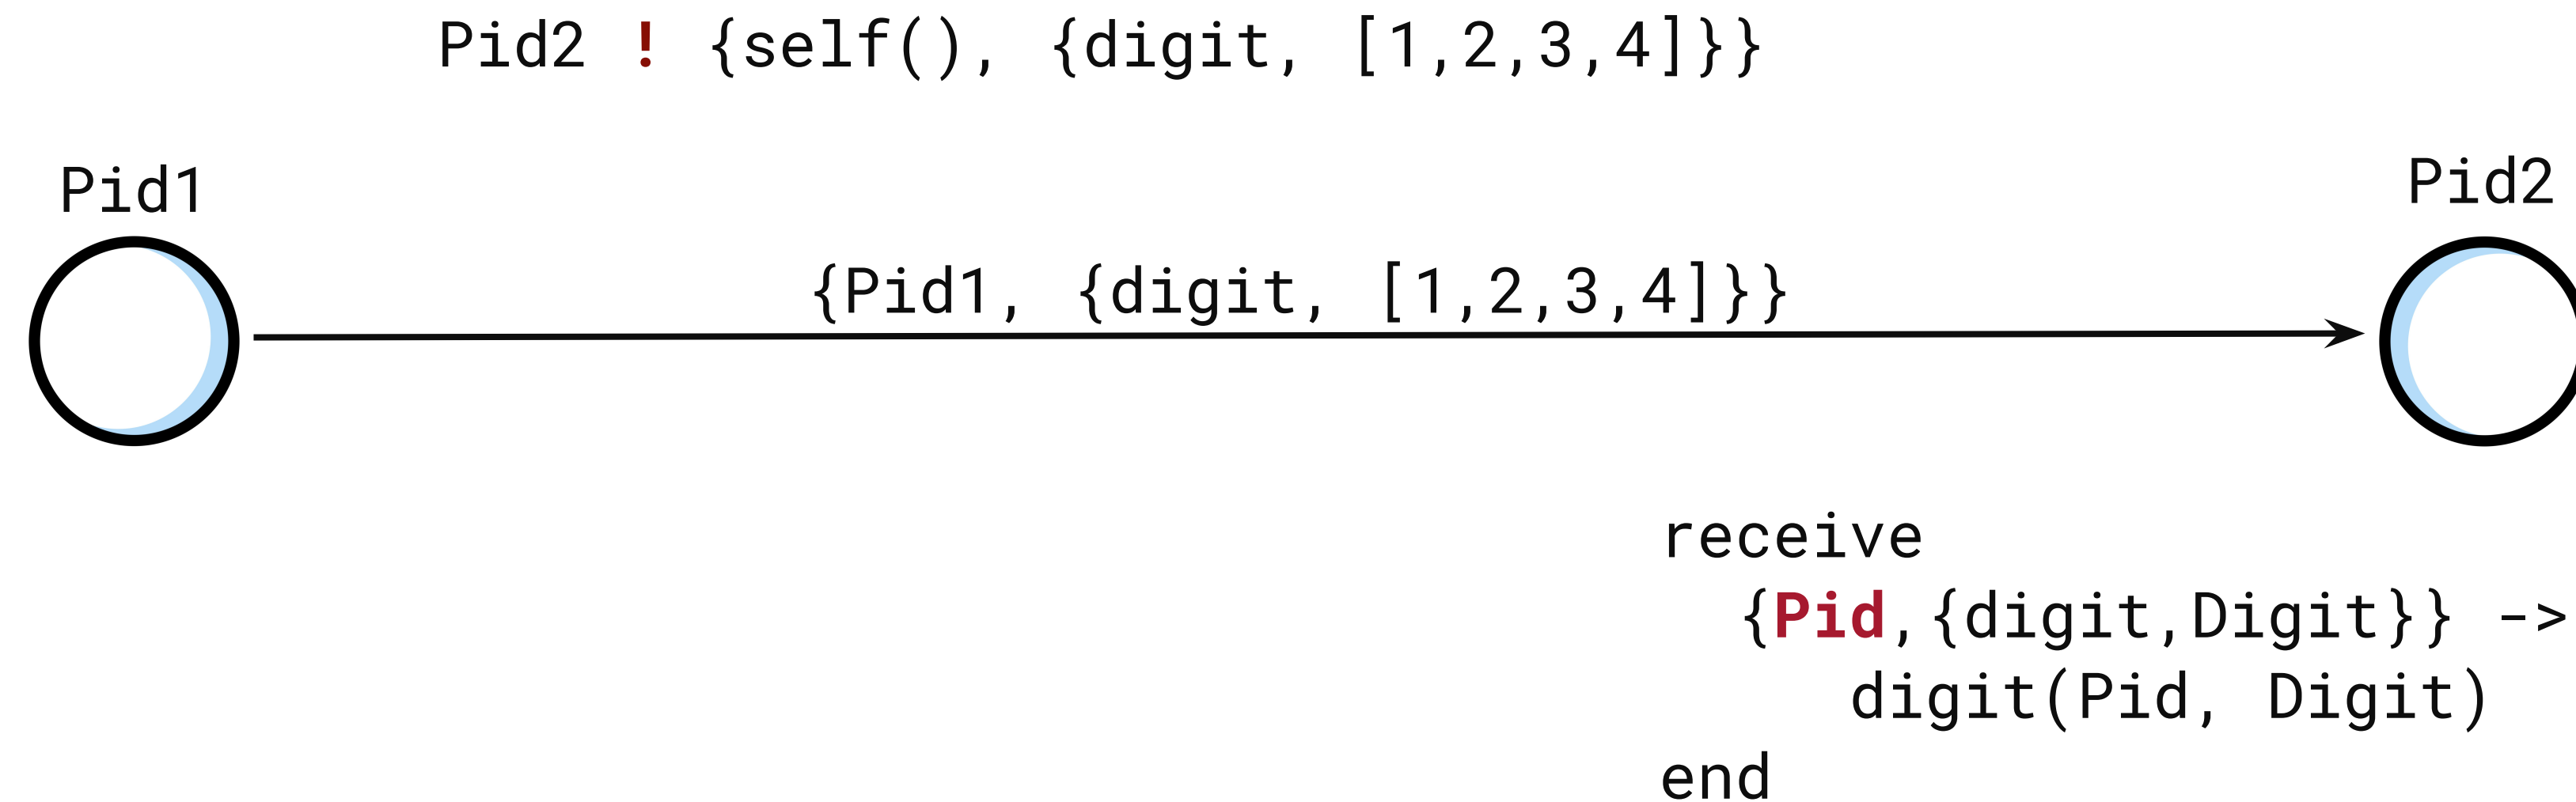 Pid2 ! {self(), {digit, [1,2,3,4]}}
Pid1
Pid2
{Pid1, {digit, [1,2,3,4]}}
receive
{Pid,{digit,Digit}} ->
digit(Pid, Digit)
end